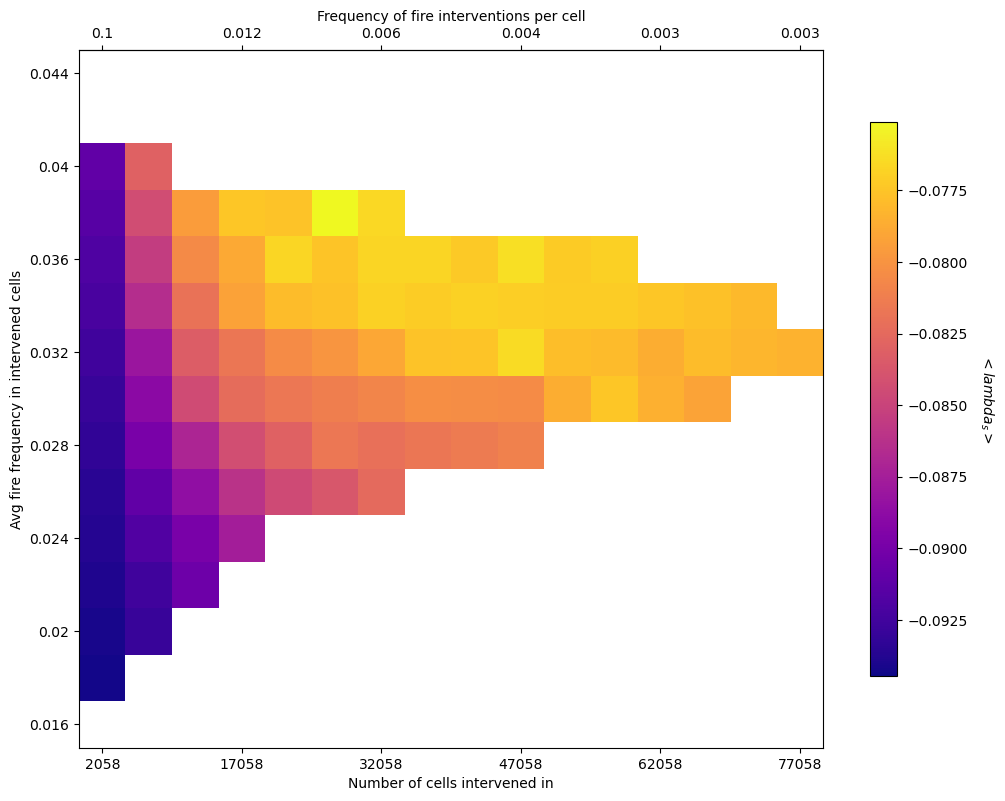 Frequency of fire interventions per cell
0.1 0.012 0.006 0.004 0.003 0.003
0.044
0.04
0.036
0.032
0.028
0.024
0.02
0.016
Avg fire frequency in intervened cells
2058 17058 32058 47058 62058 77058
Number of cells intervened in
−0.0775
−0.0800
−0.0825
−0.0850
−0.0875
−0.0900
−0.0925
< lambda_s >